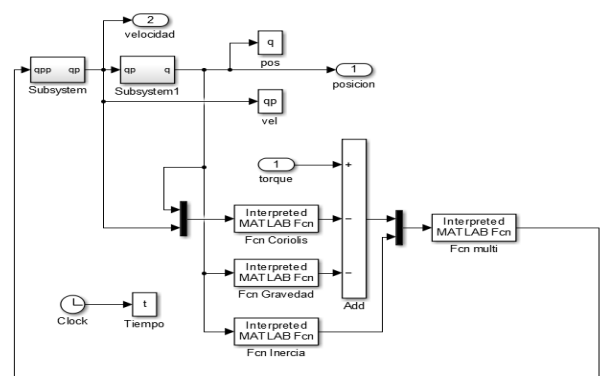 2
velocidad
q
pos
qpp qp
Subsystem
qp q
Subsystem1
1
posicion
qp
vel
1
torque
+
Interpreted
MATLAB Fcn
Fcn Coriolis
−
Interpreted
MATLAB Fcn
Fcn multi
Interpreted
MATLAB Fcn
Fcn Gravedad
−
Add
Clock
t
Tiempo
Interpreted
MATLAB Fcn
Fcn Inercia